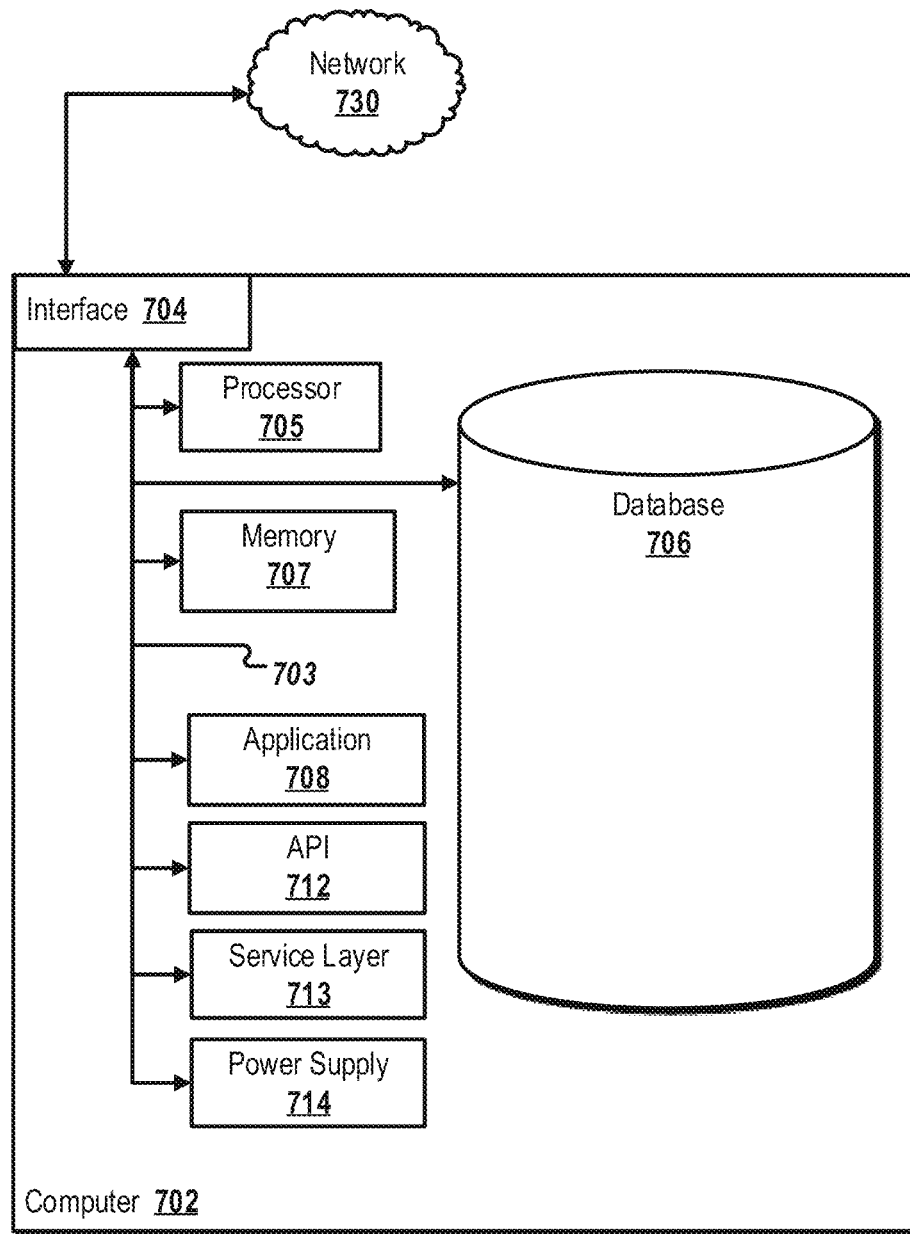 Network
730
Interface 704
Processor
705
Database
706
Memory
707
703
Application
708
API
712
Service Layer
713
Power Supply
714
Computer 702